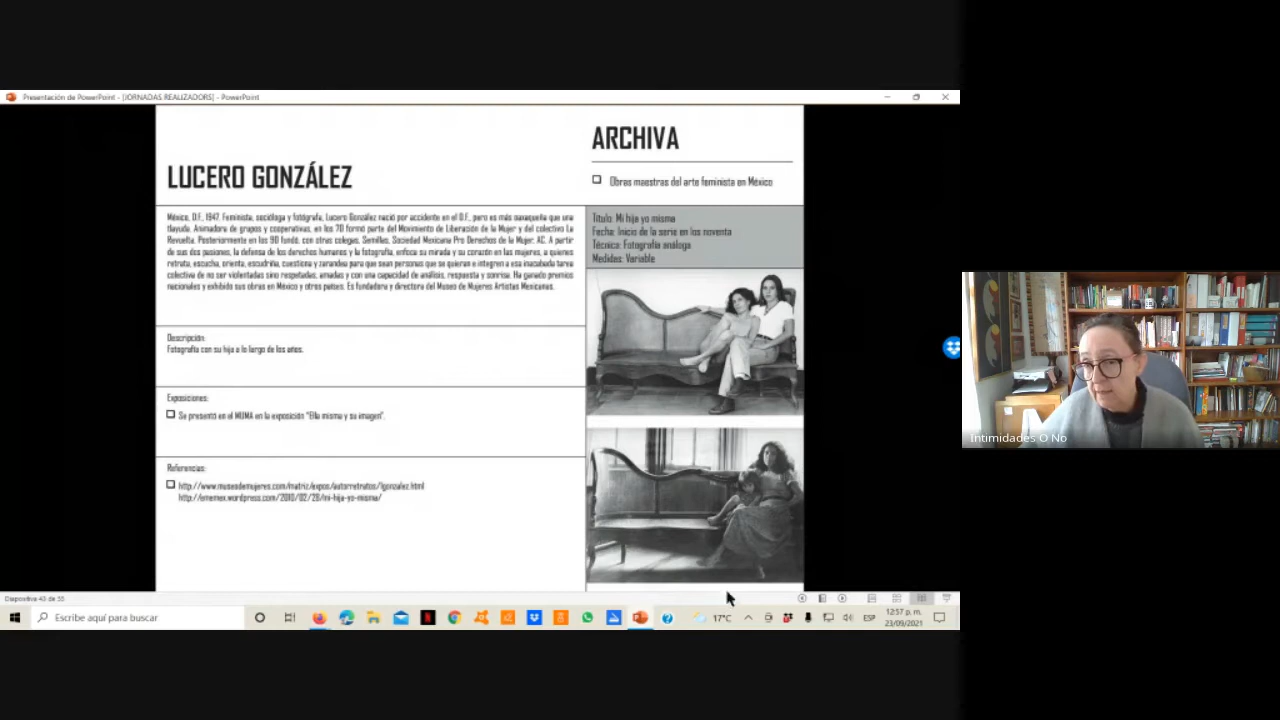 Presentación de PowerPoint - [JORNADAS REALIZADORS] - PowerPoint
ARCHIVA
LUCERO GONZÁLEZ
Obras maestras del arte feminista en México
México, D.F., 1947. Feminista, socióloga y fotógrafa, Lucero González nació por accidente en el D.F., pero es más oaxaqueña que una
tlayuda. Animadora de grupos y cooperativas, en los 70 formó parte del Movimiento de Liberación de la Mujer y del colectivo La
Revuelta. Posteriormente en los 90 fundó, con otras colegas, Semillas, Sociedad Mexicana Pro Derechos de la Mujer, AC. A partir
de sus dos pasiones, la defensa de los derechos humanos y la fotografía, enfoca su mirada y su corazón en las mujeres, a quienes
retrata, escucha, orienta, escudriña, cuestiona y zarandea para que sean personas que se quieran e integren a esa inacabada tarea
colectiva de no ser violentadas sino respetadas, amadas y con una capacidad de análisis, respuesta y sonrisa. Ha ganado premios
nacionales y exhibido sus obras en México y otros países. Es fundadora y directora del Museo de Mujeres Artistas Mexicanas.
Título: Mi hija yo misma
Fecha: Inicio de la serie en los noventa
Técnica: Fotografía análoga
Medidas: Variable
Descripción:
Fotografía con su hija a lo largo de los años.
Exposiciones:
Se presentó en el MUMA en la exposición "Ella misma y su imagen".
Referencias:
http://www.museodemujeres.com/matriz/expos/autorretratos/lgonzalez.html
http://ememex.wordpress.com/2010/02/28/mi-hija-yo-misma/
Intimidades O No
Diapositiva 43 de 55
Escribe aquí para buscar
17°C
ESP
12:57 p. m.
23/09/2021